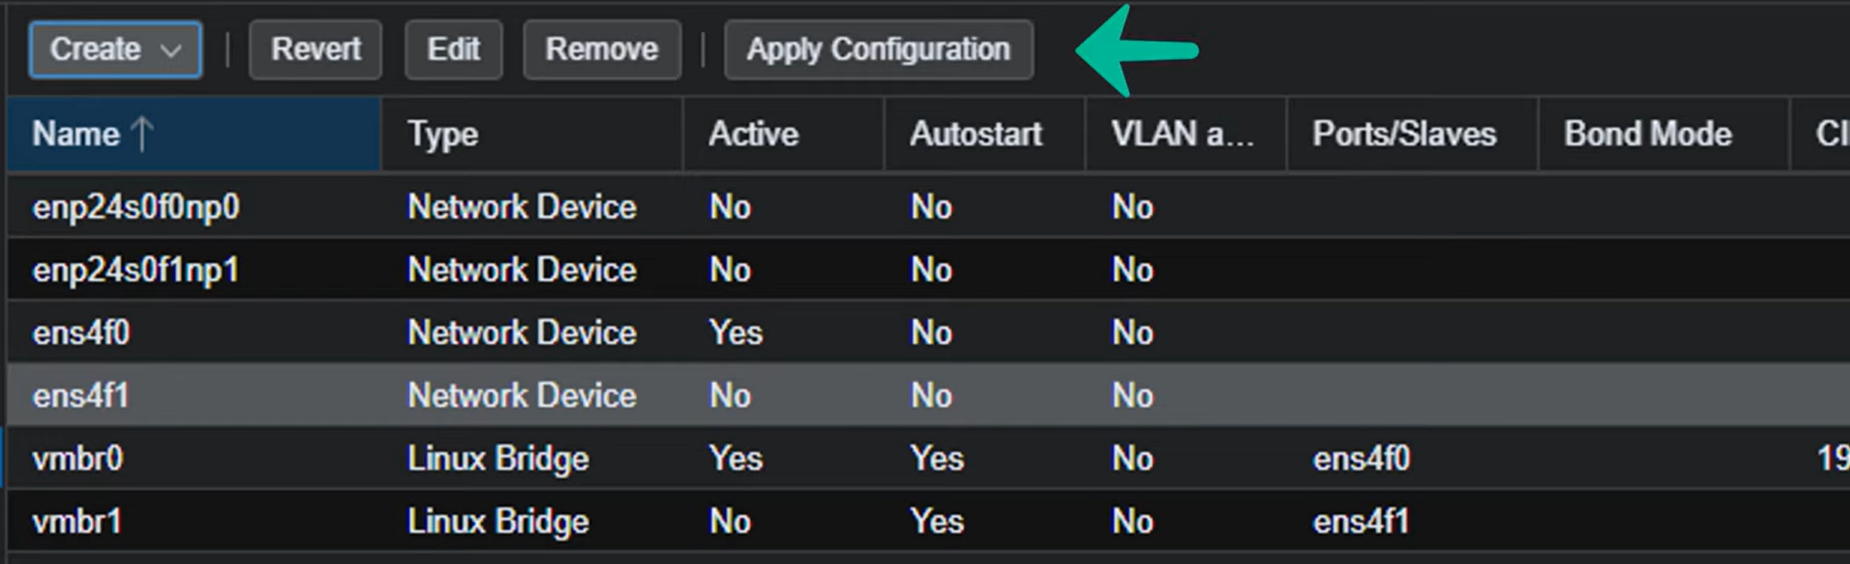 Create Revert Edit Remove Apply Configuration
Name Type Active Autostart VLAN a... Ports/Slaves Bond Mode CI
enp24s0f0np0 Network Device No No No
enp24s0f1np1 Network Device No No No
ens4f0 Network Device Yes No No
ens4f1 Network Device No No No
vmbr0 Linux Bridge Yes Yes No ens4f0 19
vmbr1 Linux Bridge No Yes No ens4f1